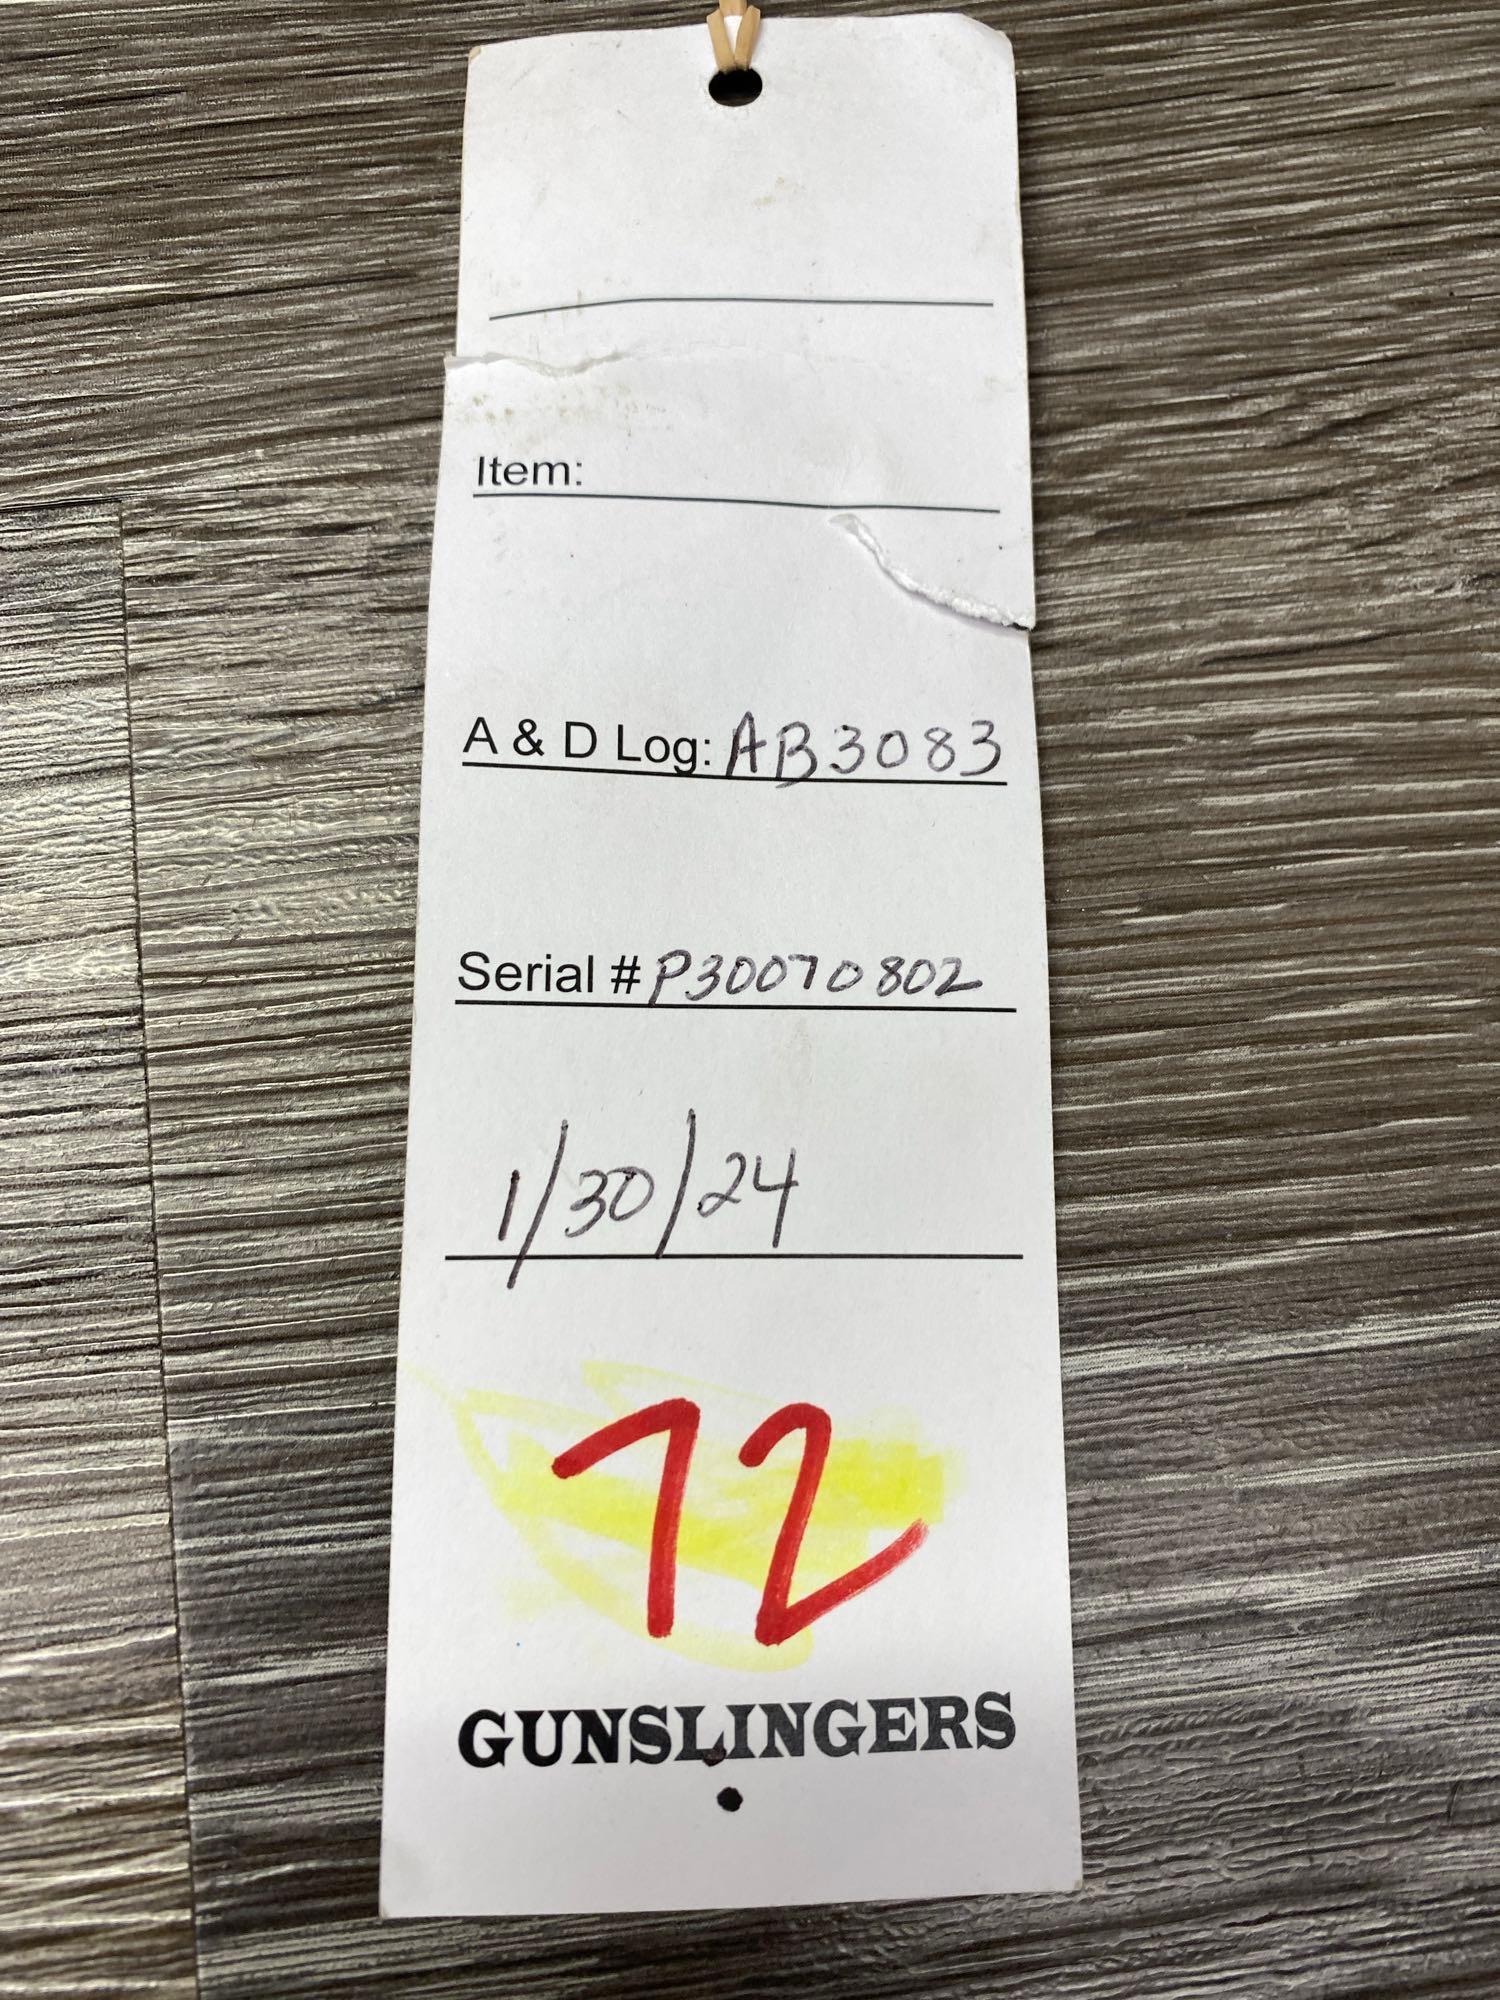 Item:
A & D Log: AB3083
Serial # P30070802
1/30/24
72
GUNSLINGERS